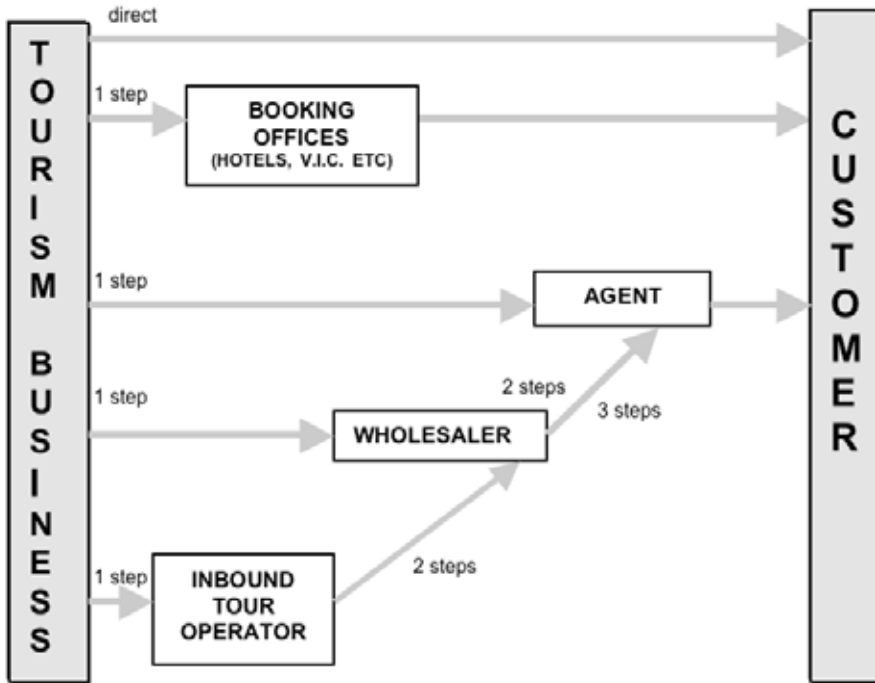 TOURISM BUSINESS
direct
1 step
BOOKING
OFFICES
(HOTELS, V.I.C. ETC)
1 step
AGENT
1 step
2 steps
3 steps
WHOLESALER
1 step
2 steps
INBOUND
TOUR
OPERATOR
CUSTOMER